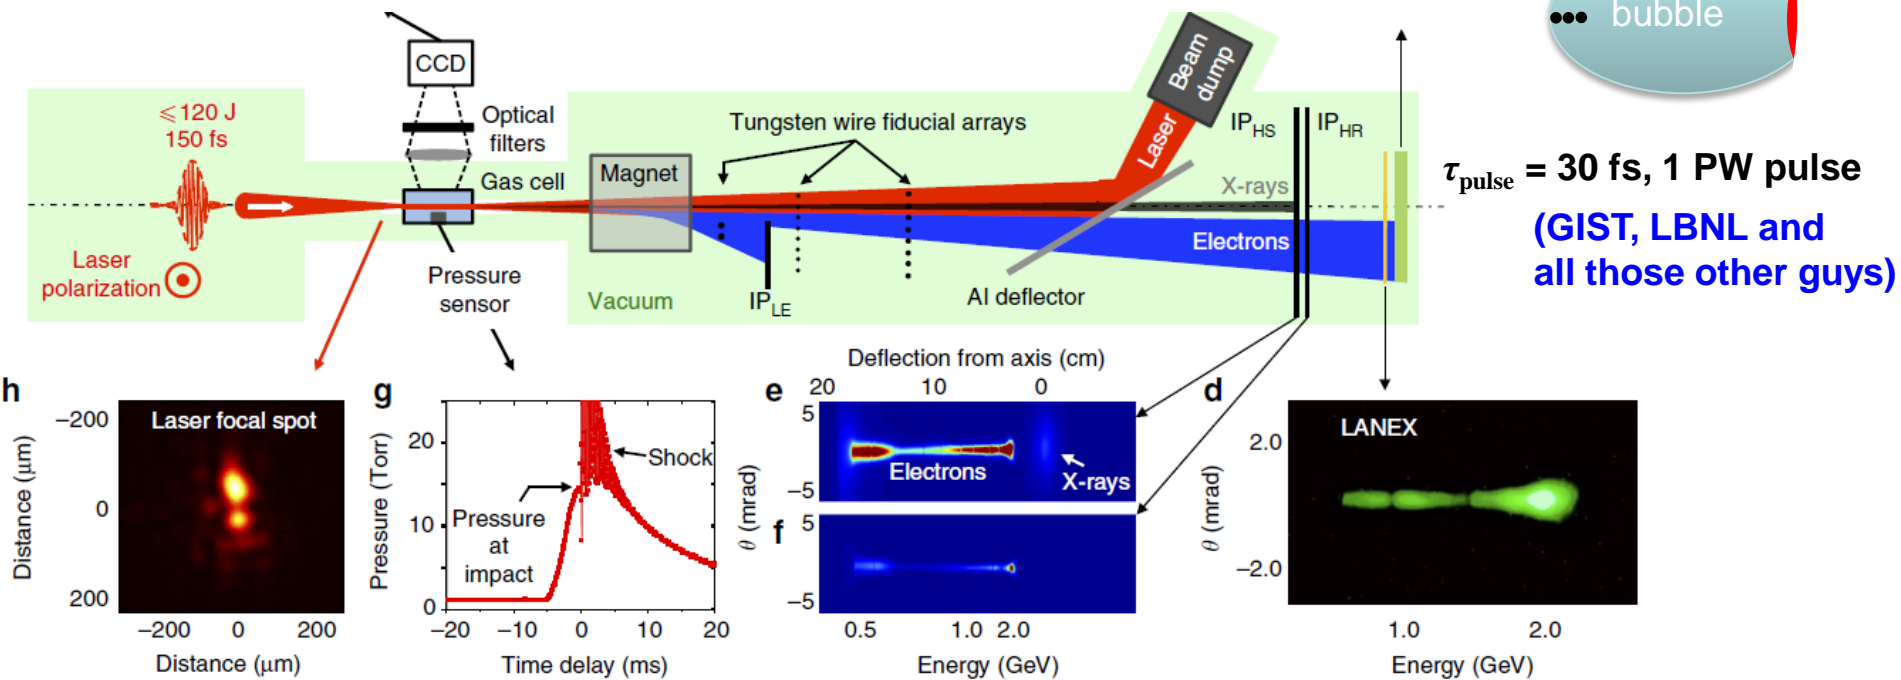 bubble
CCD
⩽120 J
150 fs
Optical
filters
Gas cell
Tungsten wire fiducial arrays
Beam
dump
Laser
IP_HS
IP_HR
Magnet
X-rays
Electrons
Laser
polarization
Pressure
sensor
Vacuum
IP_LE
Al deflector
τ_pulse = 30 fs, 1 PW pulse
(GIST, LBNL and
all those other guys)
h
Laser focal spot
−200
0
200
Distance (μm)
−200 0 200
Distance (μm)
g
20
10
0
Pressure (Torr)
Shock
Pressure
at
impact
−20 −10 0 10 20
Time delay (ms)
Deflection from axis (cm)
20 10 0
e
5
−5
Electrons
X-rays
θ (mrad)
f
5
−5
0.5 1.0 2.0
Energy (GeV)
d
LANEX
2.0
−2.0
θ (mrad)
1.0 2.0
Energy (GeV)